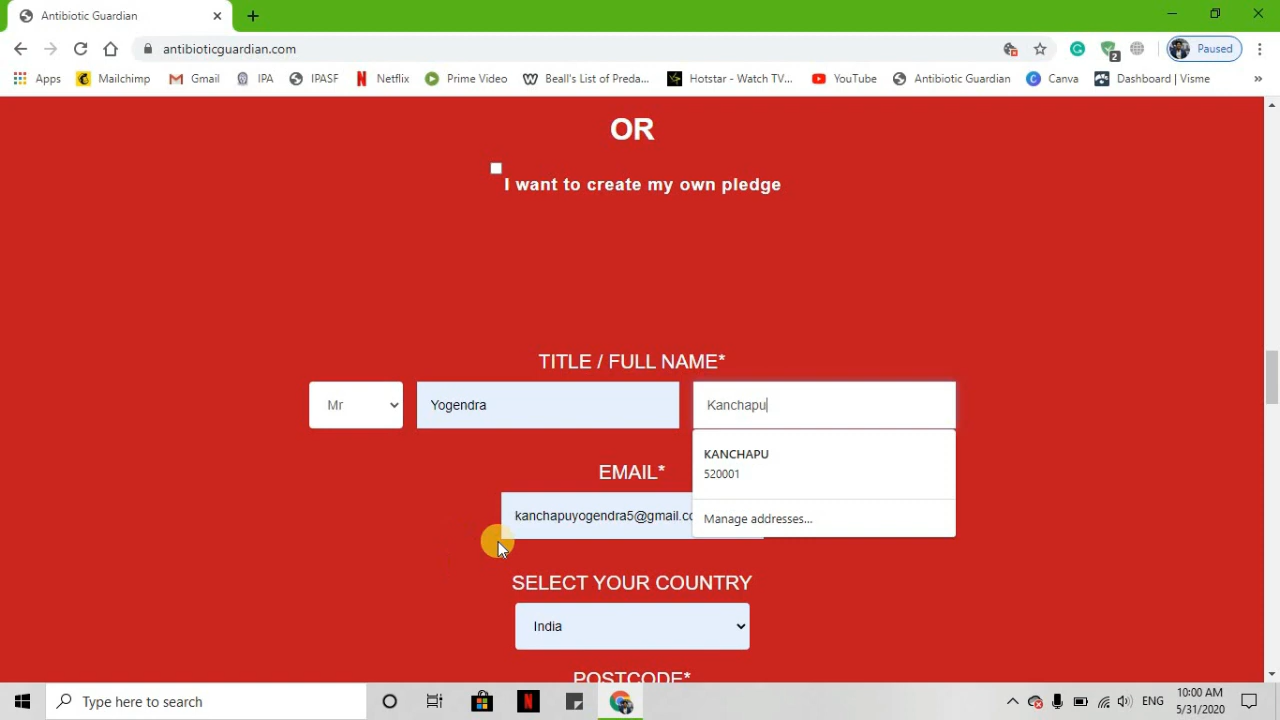 Antibiotic Guardian
antibioticguardian.com
Paused
2
Apps Mailchimp Gmail IPA IPASF Netflix Prime Video Beall's List of Preda... Hotstar - Watch TV... YouTube Antibiotic Guardian Canva Dashboard | Visme »
OR
I want to create my own pledge
TITLE / FULL NAME*
Mr Yogendra Kanchapu
KANCHAPU
520001
Manage addresses...
EMAIL*
kanchapuyogendra5@gmail.co
SELECT YOUR COUNTRY
India
POSTCODE*
Type here to search
ENG
10:00 AM
5/31/2020